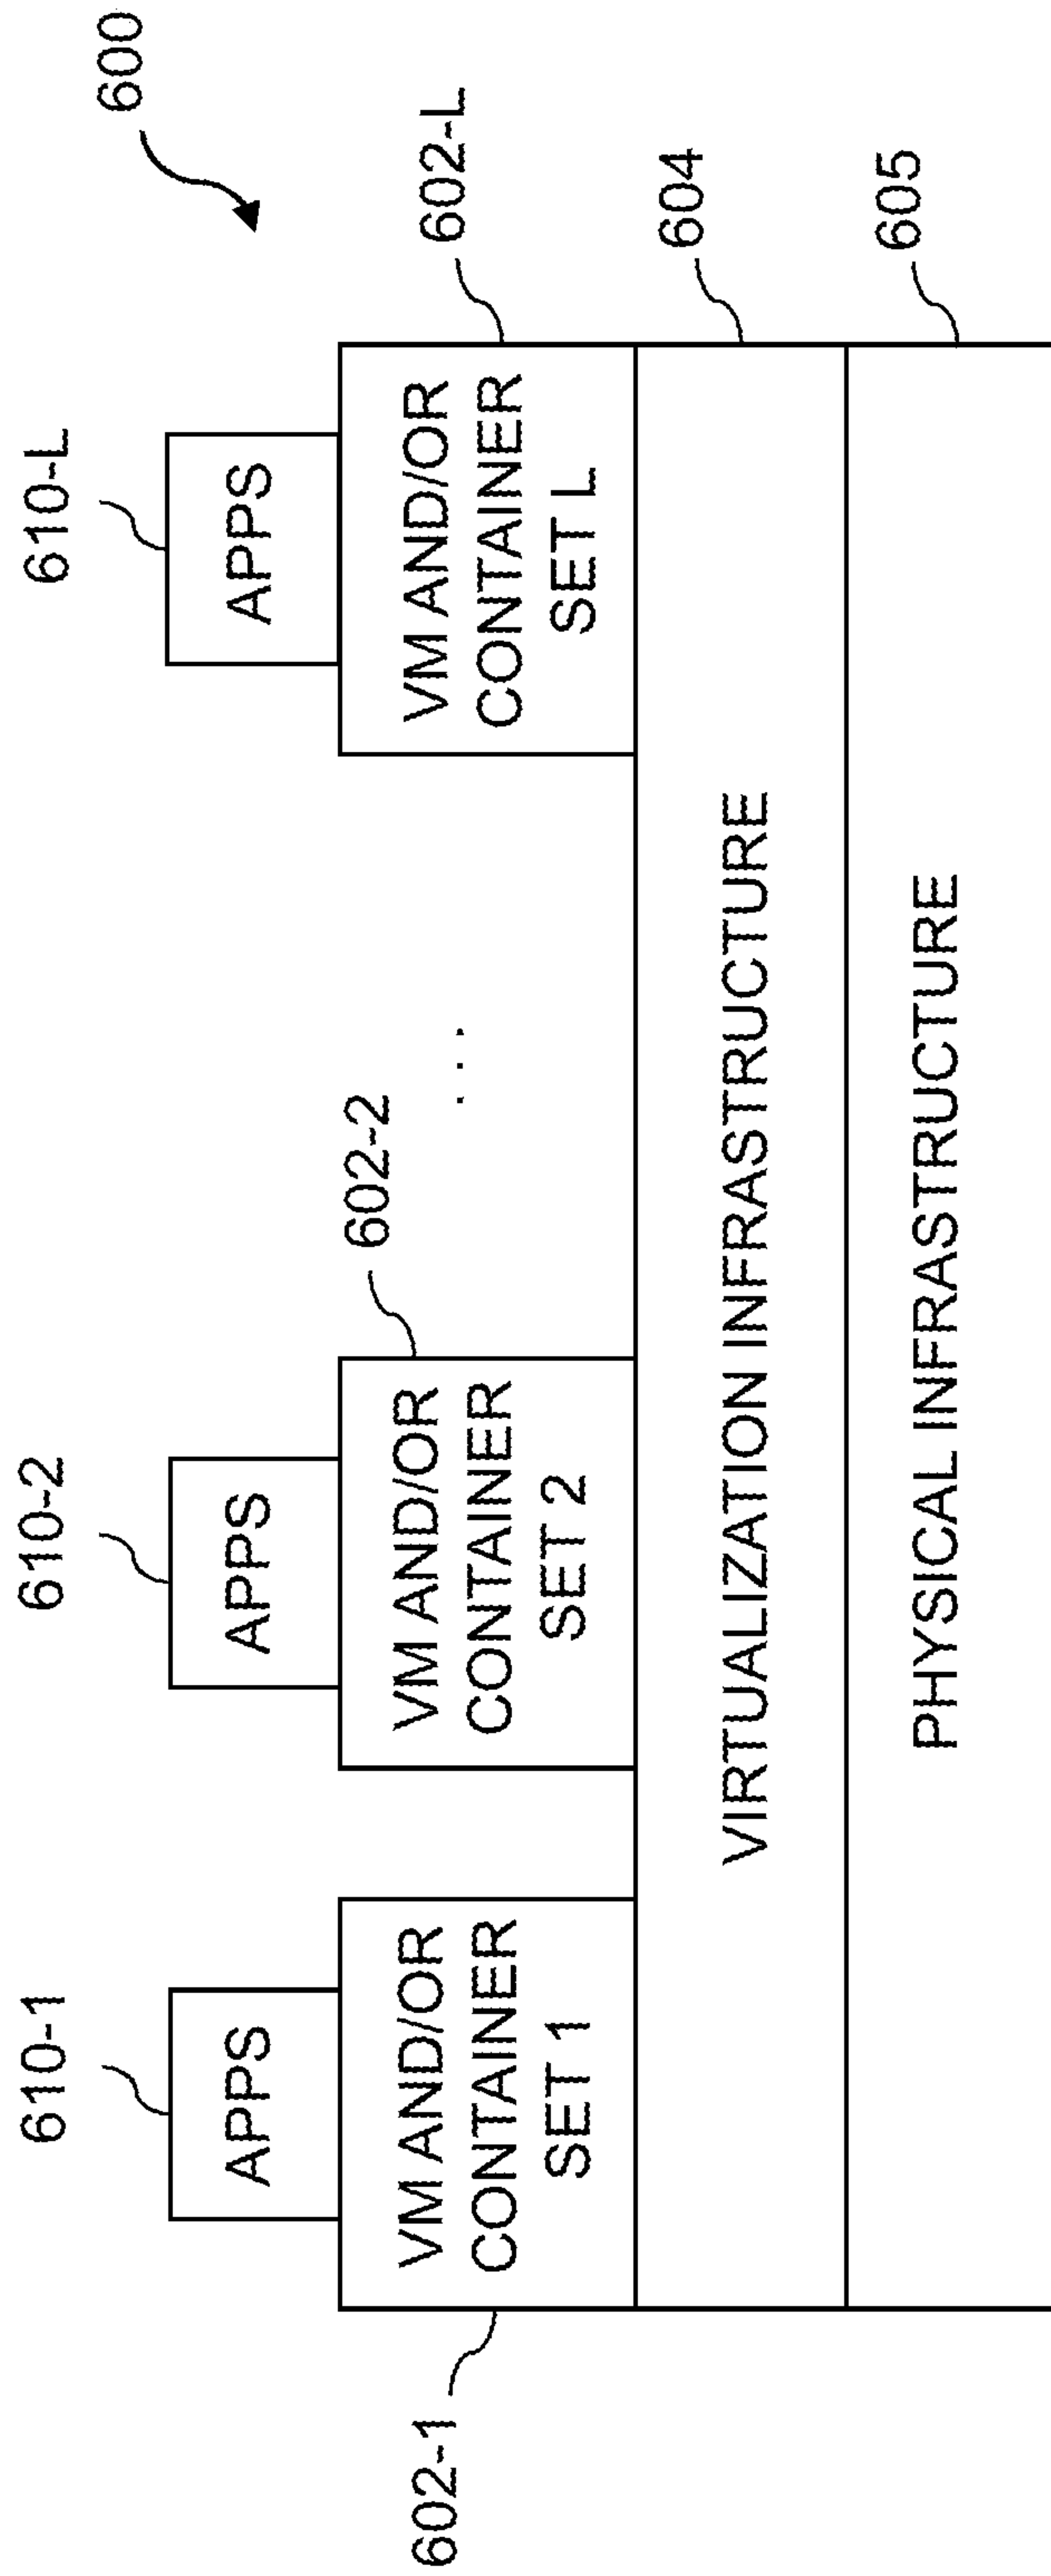 600
610-1
610-2
610-L
APPS
APPS
APPS
602-1
VM AND/OR
CONTAINER
SET 1
VM AND/OR
CONTAINER
SET 2
602-2
. . .
VM AND/OR
CONTAINER
SET L
602-L
VIRTUALIZATION INFRASTRUCTURE
604
PHYSICAL INFRASTRUCTURE
605